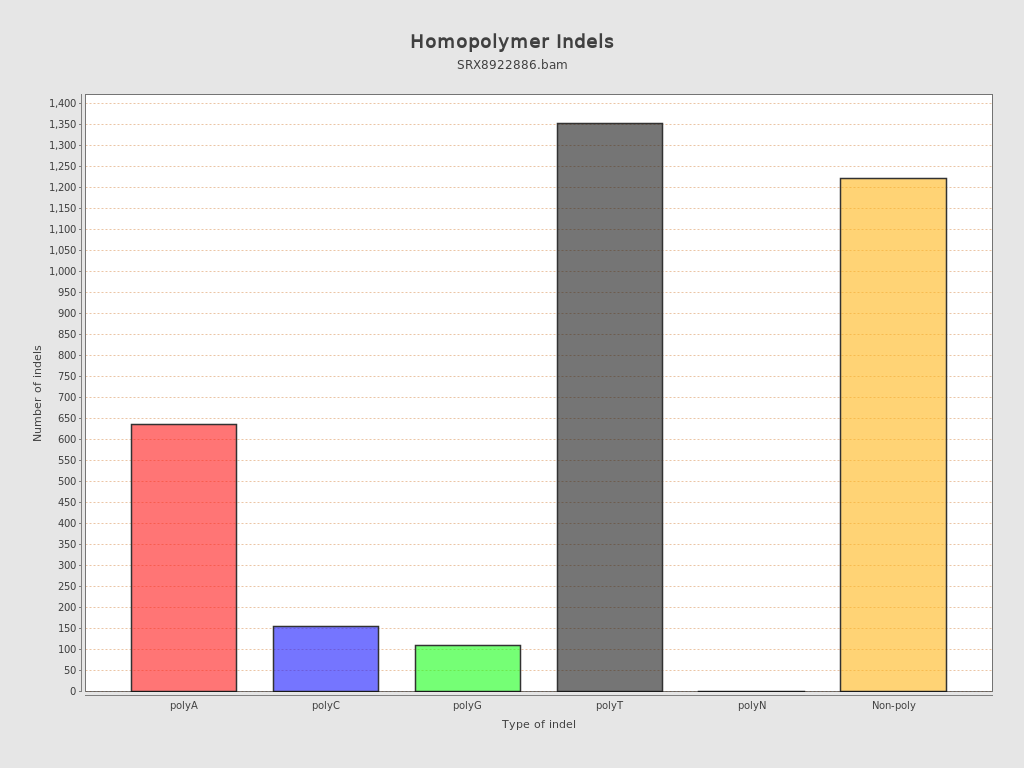 Homopolymer Indels
SRX8922886.bam
1,400
1,350
1,300
1,250
1,200
1,150
1,100
1,050
1,000
950
900
850
800
750
700
650
600
550
500
450
400
350
300
250
200
150
100
50
0
Number of indels
polyA
polyC
polyG
polyT
polyN
Non-poly
Type of indel